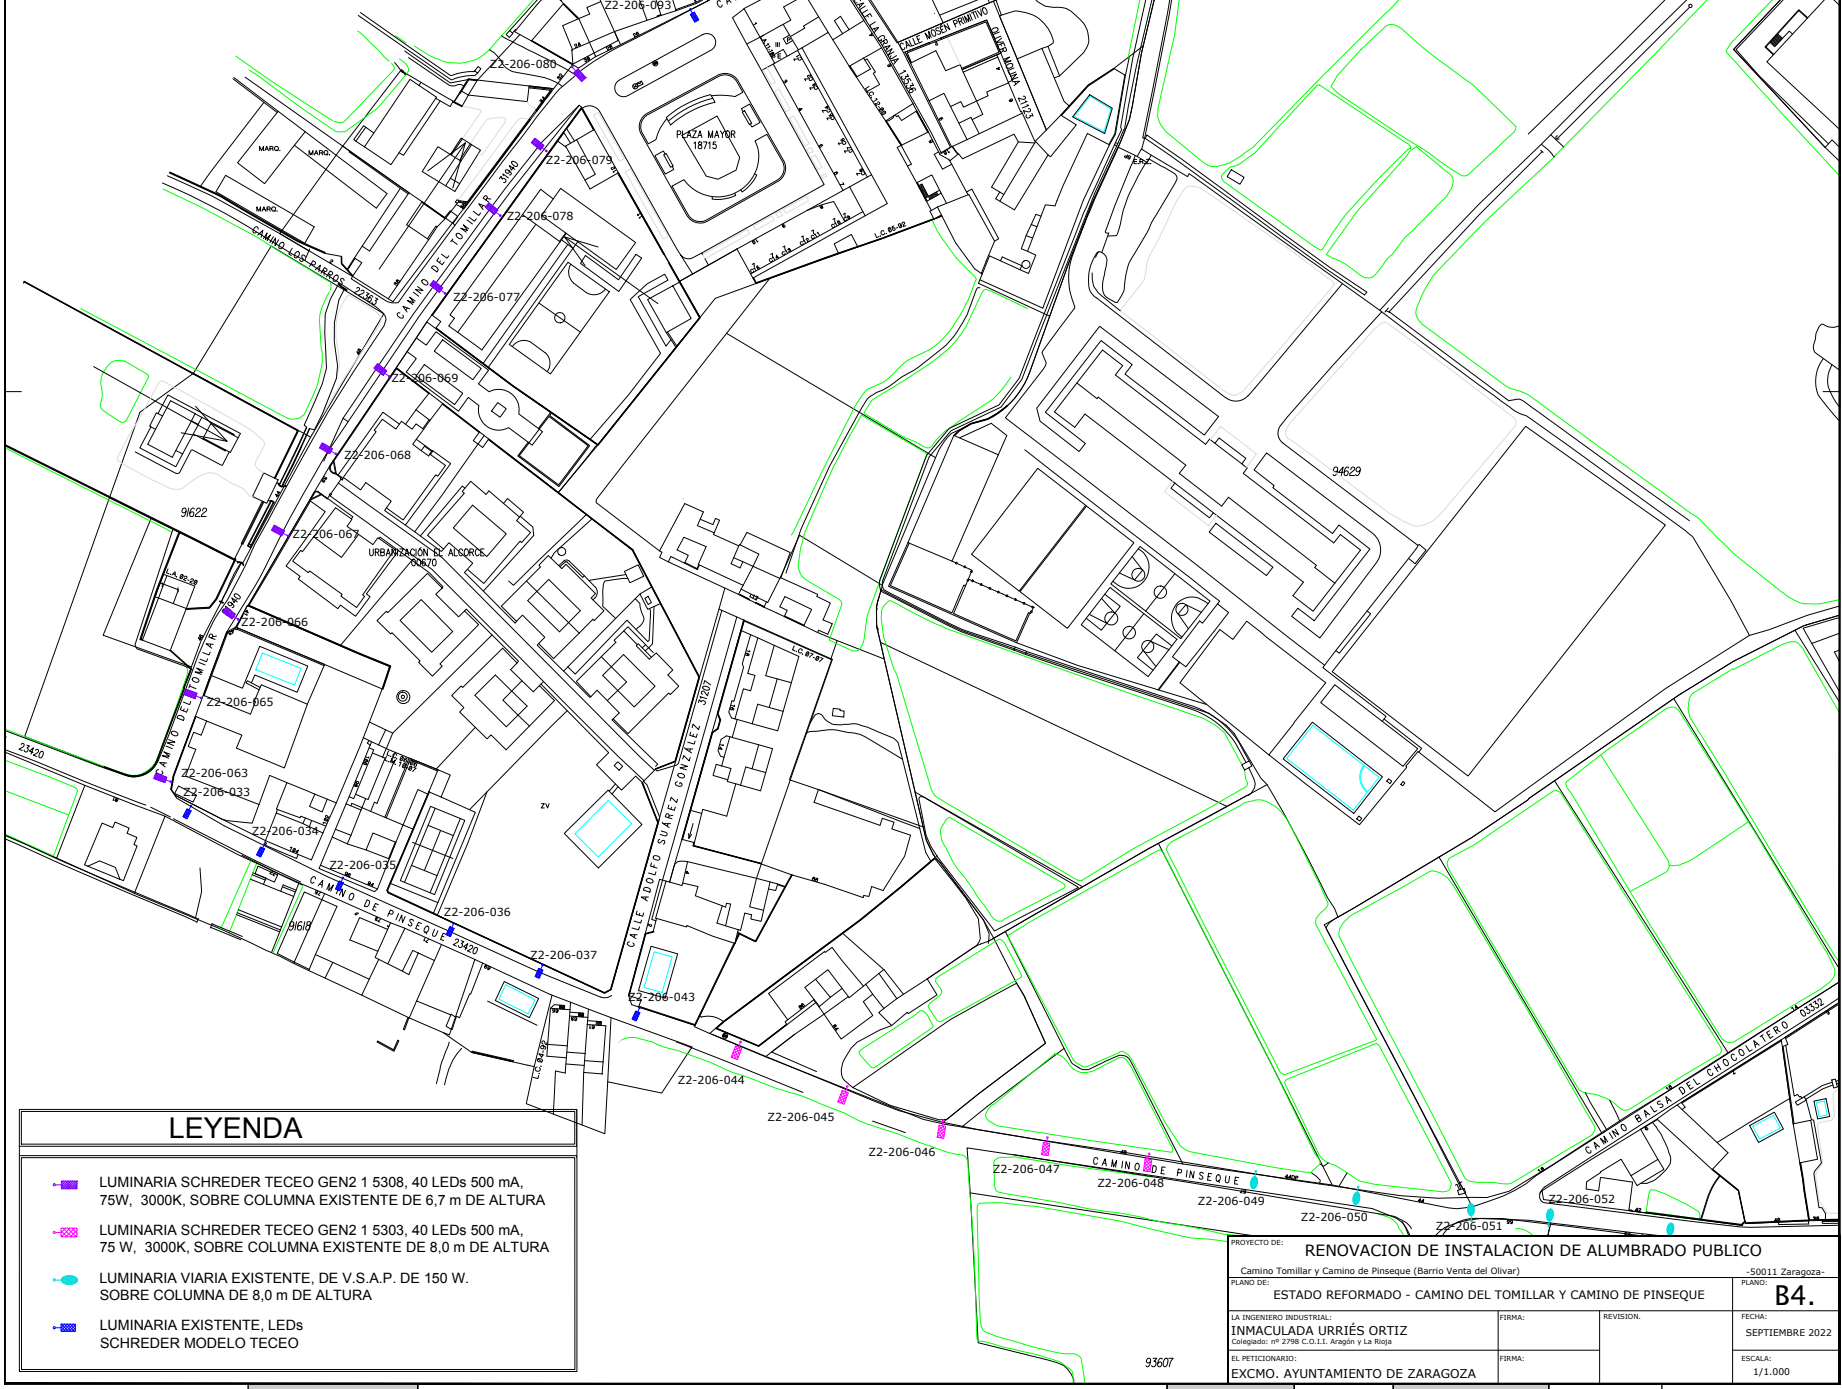 Z2-206-093
CALLE LA GRANJA 13536
CALLE MOSEN PRIMITIVO
OLIVER MOLINA 21123
Z2-206-080
PLAZA MAYOR
18715
Z2-206-079
Z2-206-078
Z2-206-077
Z2-206-069
Z2-206-068
Z2-206-067
Z2-206-066
Z2-206-065
Z2-206-063
Z2-206-033
Z2-206-034
Z2-206-035
Z2-206-036
Z2-206-037
Z2-206-043
Z2-206-044
Z2-206-045
Z2-206-046
Z2-206-047
Z2-206-048
Z2-206-049
Z2-206-050
Z2-206-051
Z2-206-052
MARQ.
MARQ.
MARQ.
CAMINO LOS PARROS 22363
CAMINO DEL TOMILLAR 31940
L.C. 86-92
91622
94629
URBANIZACIÓN EL ALCORCE
00670
CAMINO DEL TOMILLAR
L.C. 87-87
23420
ZV
CALLE ADOLFO SUÁREZ GONZÁLEZ 31207
CAMINO DE PINSEQUE 23420
91618
L.C. 84-92
CAMINO DE PINSEQUE
CAMINO BALSA DEL CHOCOLATERO 03332
93607
LEYENDA
LUMINARIA SCHREDER TECEO GEN2 1 5308, 40 LEDs 500 mA,
75W, 3000K, SOBRE COLUMNA EXISTENTE DE 6,7 m DE ALTURA
LUMINARIA SCHREDER TECEO GEN2 1 5303, 40 LEDs 500 mA,
75 W, 3000K, SOBRE COLUMNA EXISTENTE DE 8,0 m DE ALTURA
LUMINARIA VIARIA EXISTENTE, DE V.S.A.P. DE 150 W.
SOBRE COLUMNA DE 8,0 m DE ALTURA
LUMINARIA EXISTENTE, LEDs
SCHREDER MODELO TECEO
PROYECTO DE:
RENOVACION DE INSTALACION DE ALUMBRADO PUBLICO
Camino Tomillar y Camino de Pinseque (Barrio Venta del Olivar)
-50011 Zaragoza-
PLANO DE:
ESTADO REFORMADO - CAMINO DEL TOMILLAR Y CAMINO DE PINSEQUE
PLANO:
B4.
LA INGENIERO INDUSTRIAL:
INMACULADA URRIÉS ORTIZ
Colegiado: nº 2798 C.O.I.I. Aragón y La Rioja
FIRMA:
REVISION.
FECHA:
SEPTIEMBRE 2022
EL PETICIONARIO:
EXCMO. AYUNTAMIENTO DE ZARAGOZA
FIRMA:
ESCALA:
1/1.000